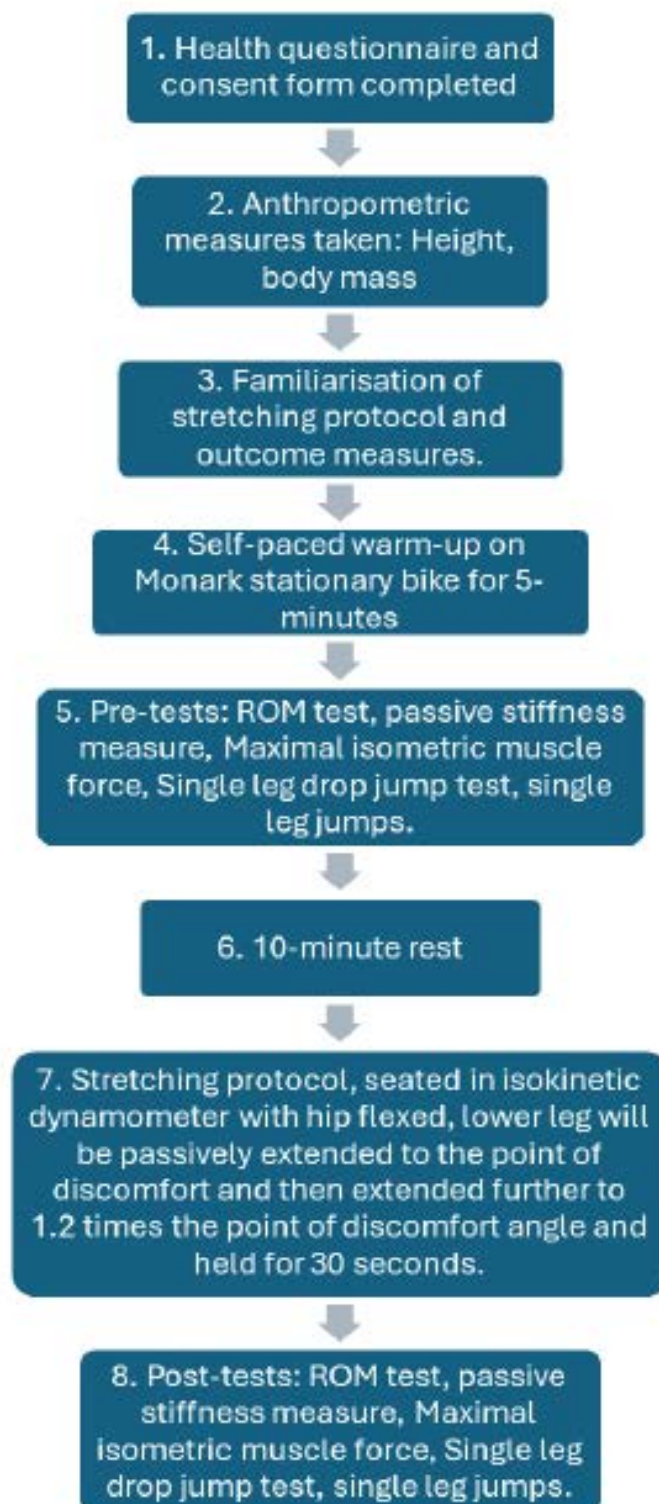 1. Health questionnaire and
consent form completed
2. Anthropometric
measures taken: Height,
body mass
3. Familiarisation of
stretching protocol and
outcome measures.
4. Self-paced warm-up on
Monark stationary bike for 5-
minutes
5. Pre-tests: ROM test, passive stiffness
measure, Maximal isometric muscle
force, Single leg drop jump test, single
leg jumps.
6. 10-minute rest
7. Stretching protocol, seated in isokinetic
dynamometer with hip flexed, lower leg will
be passively extended to the point of
discomfort and then extended further to
1.2 times the point of discomfort angle and
held for 30 seconds.
8. Post-tests: ROM test, passive
stiffness measure, Maximal
isometric muscle force, Single leg
drop jump test, single leg jumps.